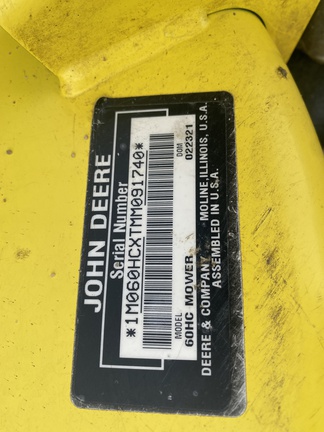 JOHN DEERE
Serial Number
*1M060HCXTMM091740*
MODEL
60HC MOWER
DOM
022321
DEERE & COMPANY MOLINE, ILLINOIS, U.S.A.
ASSEMBLED IN U.S.A.